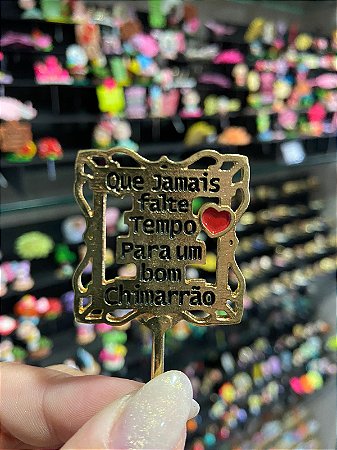 Que Jamais
falte
Tempo
Para um
bom
Chimarrão